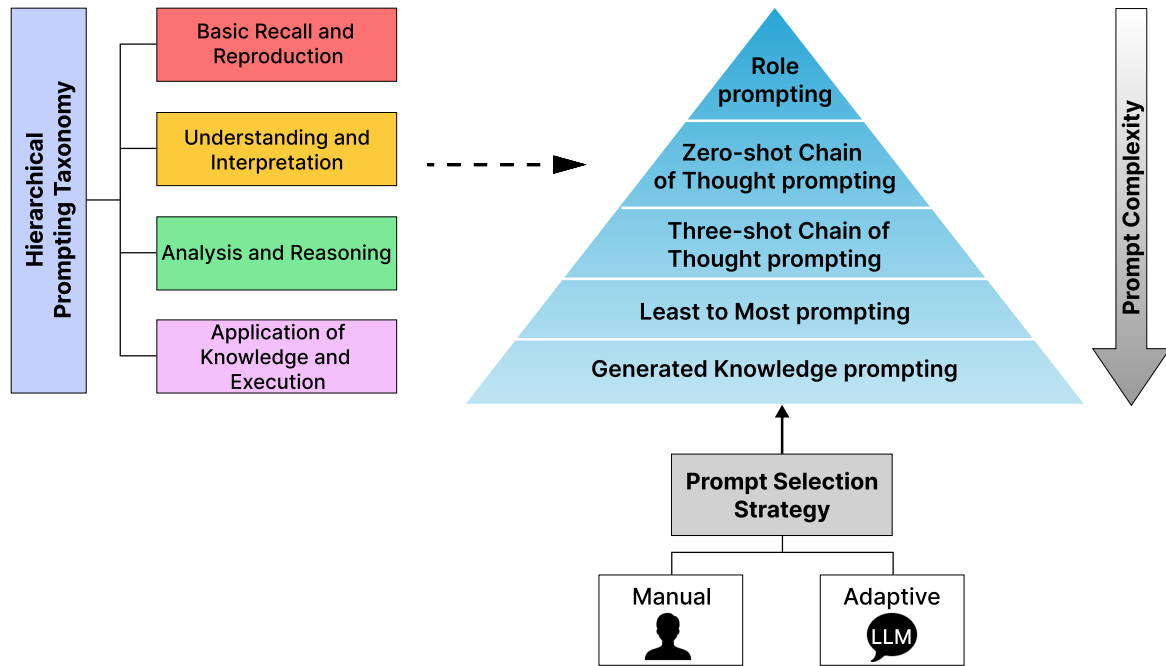 Hierarchical
Prompting Taxonomy
Basic Recall and
Reproduction
Understanding and
Interpretation
Analysis and Reasoning
Application of
Knowledge and
Execution
Role
prompting
Zero-shot Chain
of Thought prompting
Three-shot Chain of
Thought prompting
Least to Most prompting
Generated Knowledge prompting
Prompt Complexity
Prompt Selection
Strategy
Manual
Adaptive
LLM